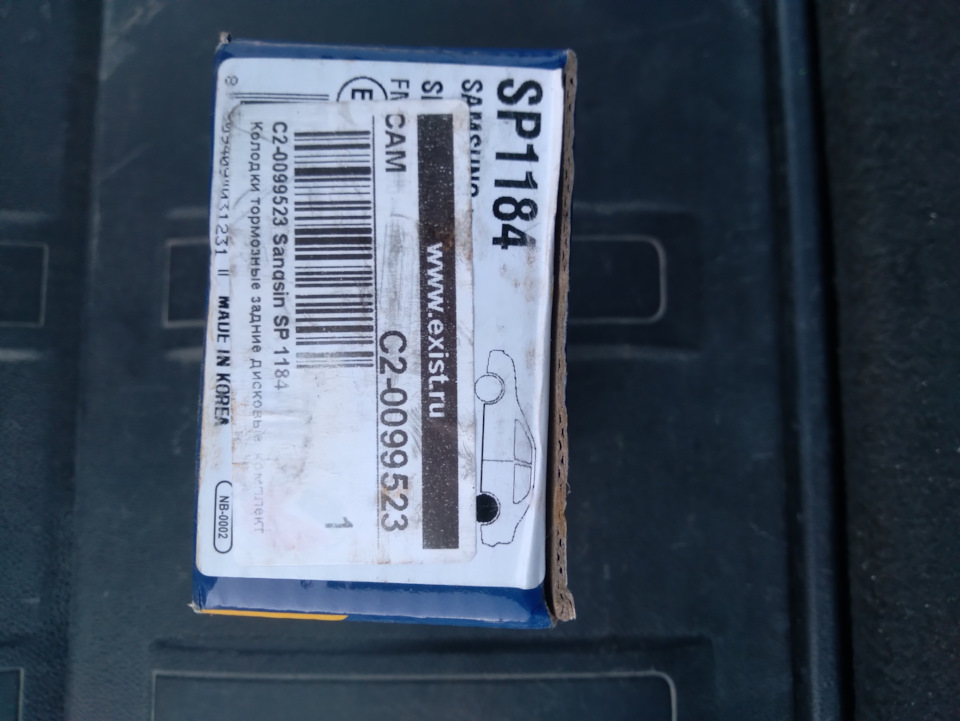 SP1184
SAMSUNG
E
www.exist.ru
CAM
C2-0099523
C2-0099523 Sangsin SP 1184
Колодки тормозные задние дисковые, комплект
1
MADE IN KOREA
NB-0002